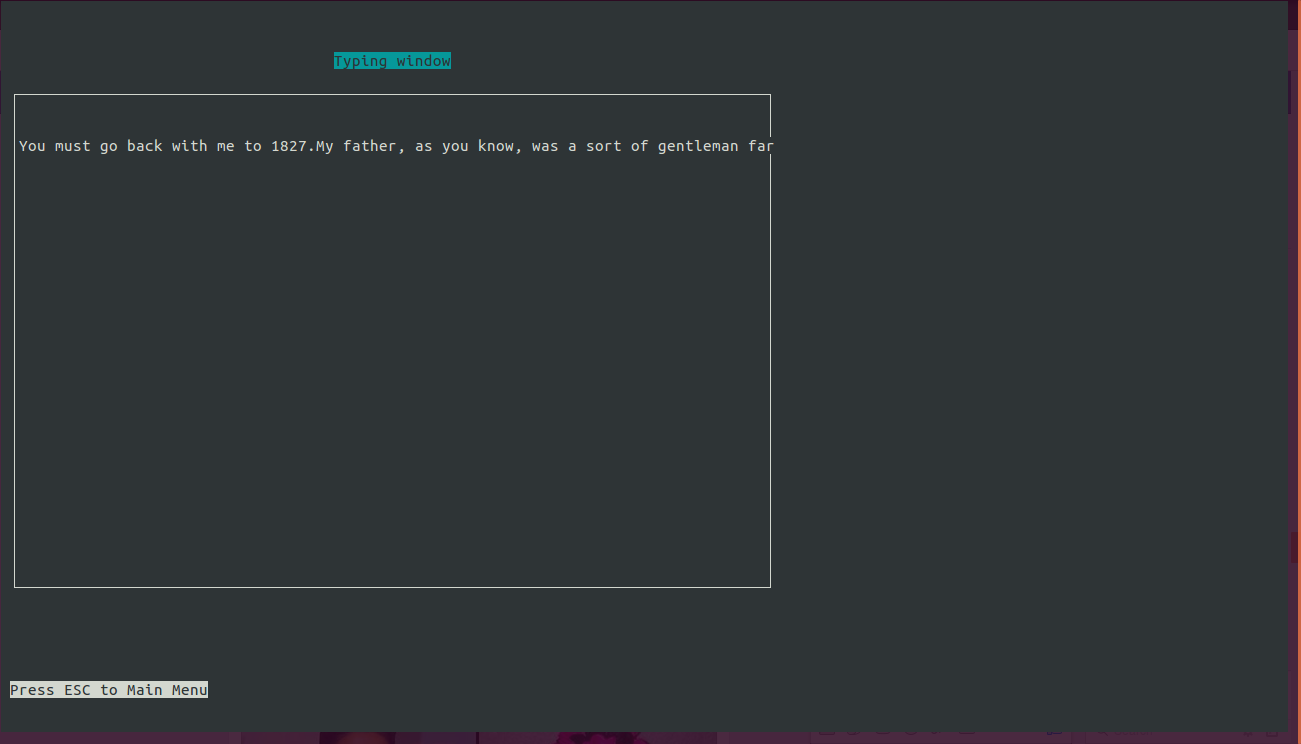 Typing window
You must go back with me to 1827.My father, as you know, was a sort of gentleman far
Press ESC to Main Menu